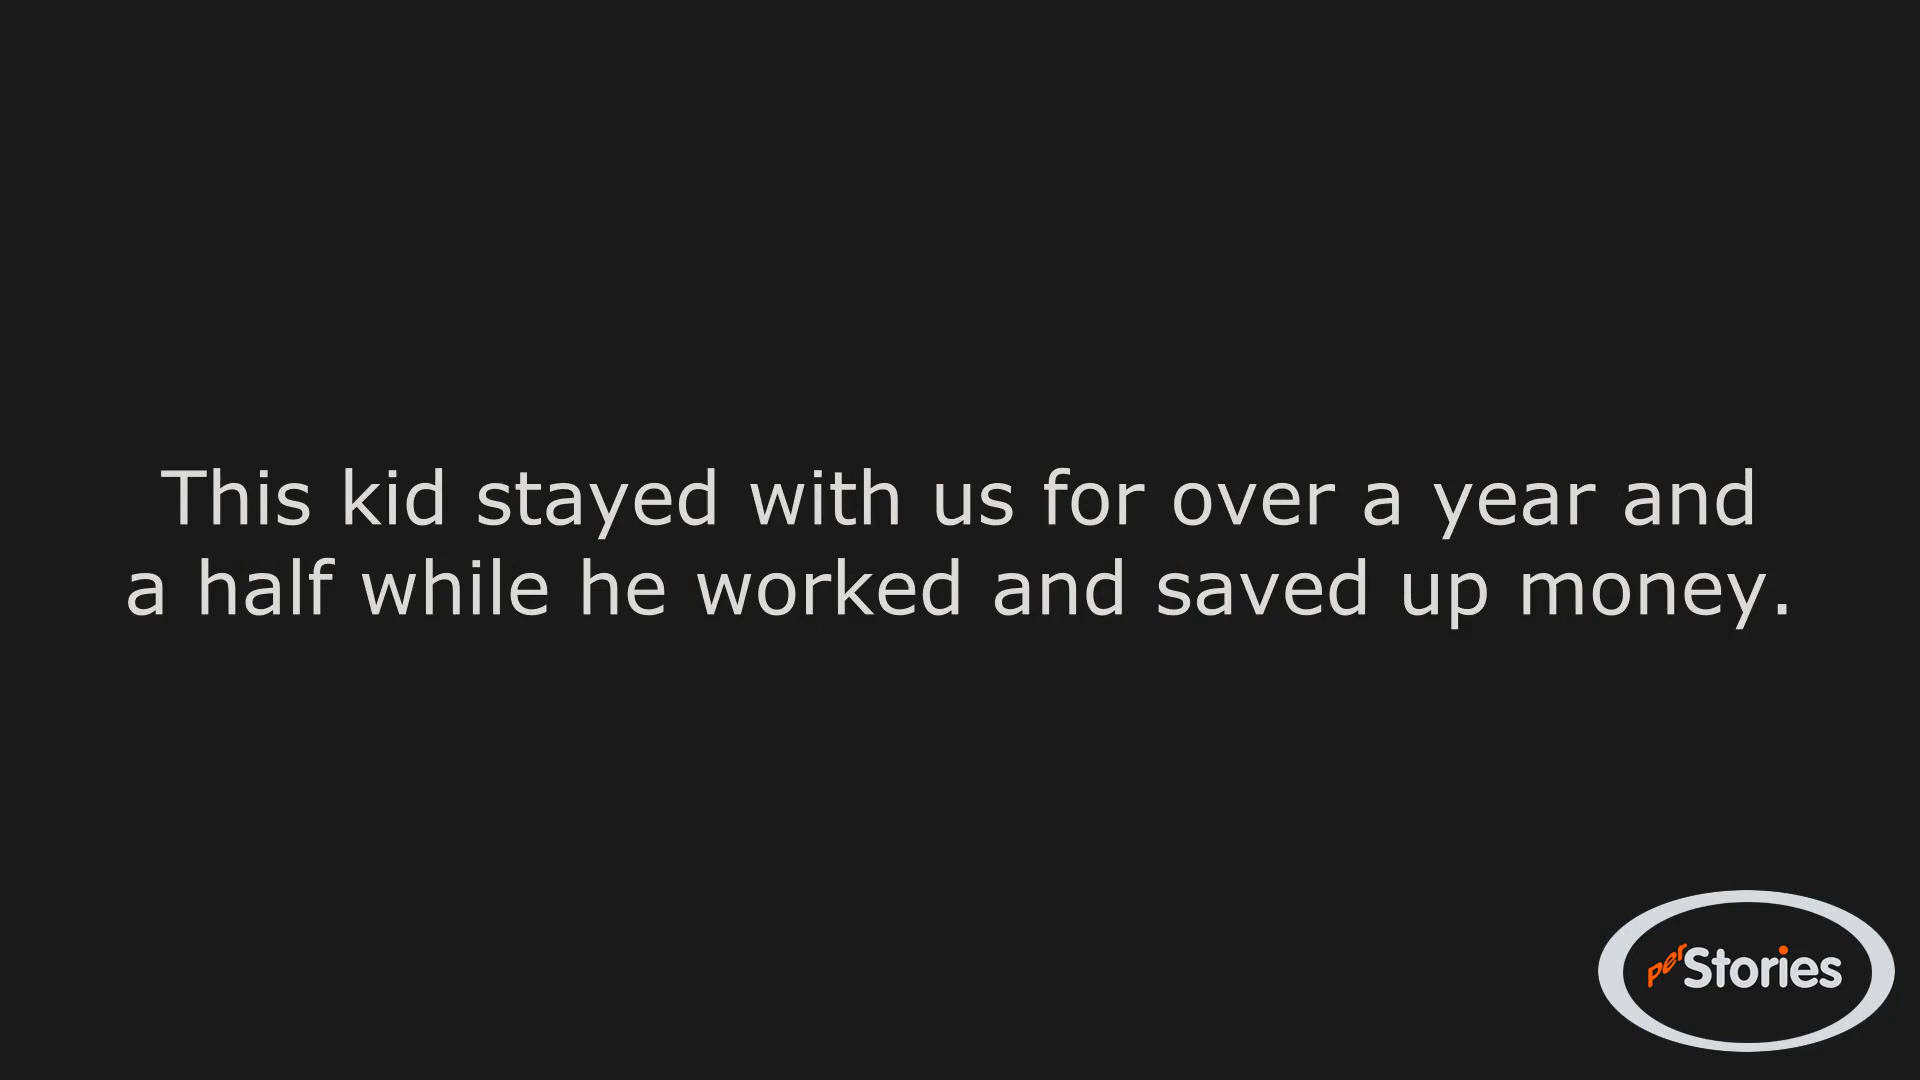 This kid stayed with us for over a year and
a half while he worked and saved up money.
perStories